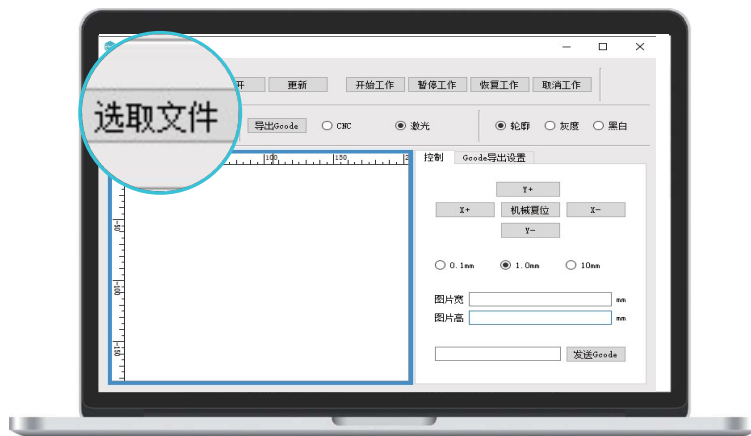 更新 开始工作 暂停工作 恢复工作 取消工作
选取文件 导出Gcode CNC 激光 轮廓 灰度 黑白
100 150
控制 Gcode导出设置
Y+
X+ 机械复位 X-
Y-
-50
0.1mm 1.0mm 10mm
-100
图片宽 mm
图片高 mm
-150
发送Gcode